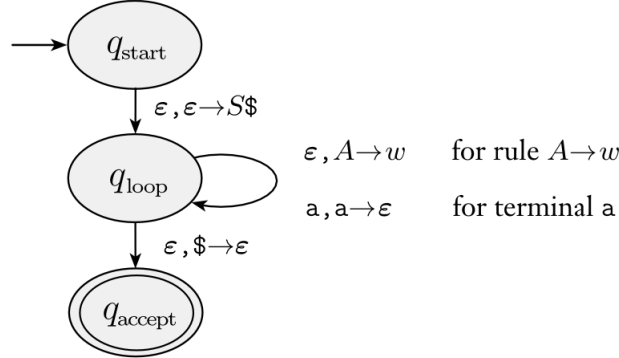 q_start
ε,ε→S$
q_loop
ε,A→w for rule A→w
a,a→ε for terminal a
ε,$→ε
q_accept